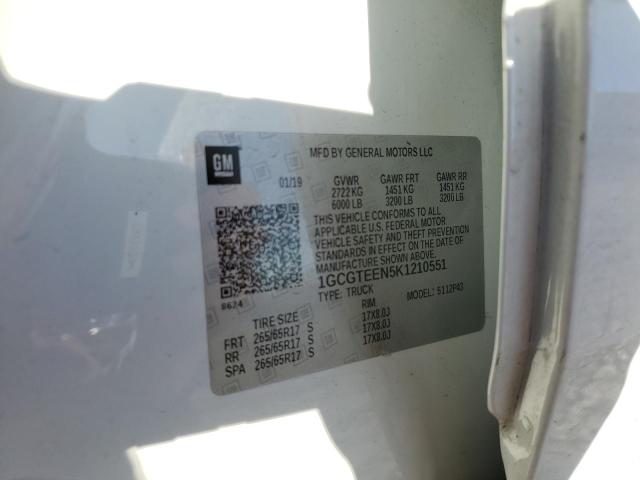 GM
MFD BY GENERAL MOTORS LLC
01/19 GVWR GAWR FRT GAWR RR
2722 KG 1451 KG 1451 KG
6000 LB 3200 LB 3200 LB
THIS VEHICLE CONFORMS TO ALL
APPLICABLE U.S. FEDERAL MOTOR
VEHICLE SAFETY AND THEFT PREVENTION
STANDARDS IN EFFECT ON THE DATE OF
MANUFACTURE SHOWN ABOVE.
1GCGTEEN5K1210551
8624 TYPE: TRUCK 5112P43
TIRE SIZE RIM
FRT 265/65R17 S 17X8.0J
RR 265/65R17 S 17X8.0J
SPA 265/65R17 S 17X8.0J